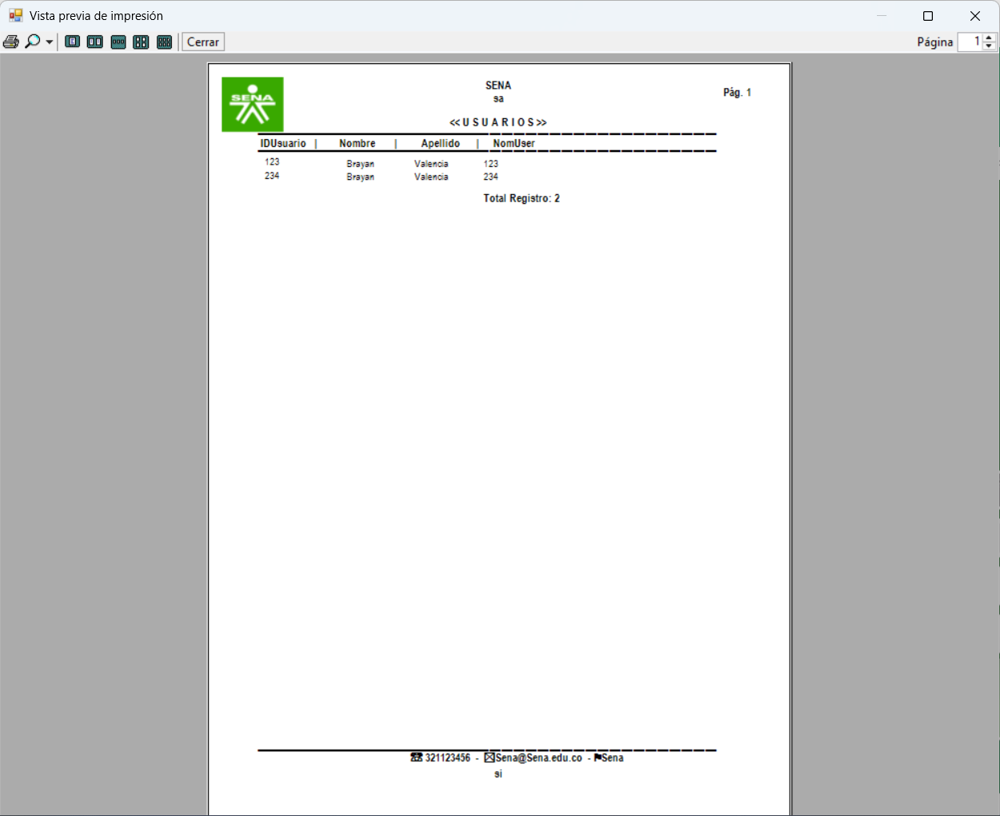 Vista previa de impresión
Cerrar
Página 1
SENA
SENA
sa
Pág. 1
<< U S U A R I O S >>
IDUsuario | Nombre | Apellido | NomUser
123 Brayan Valencia 123
234 Brayan Valencia 234
Total Registro: 2
☎ 321123456 - Sena@Sena.edu.co - ⚑Sena
si